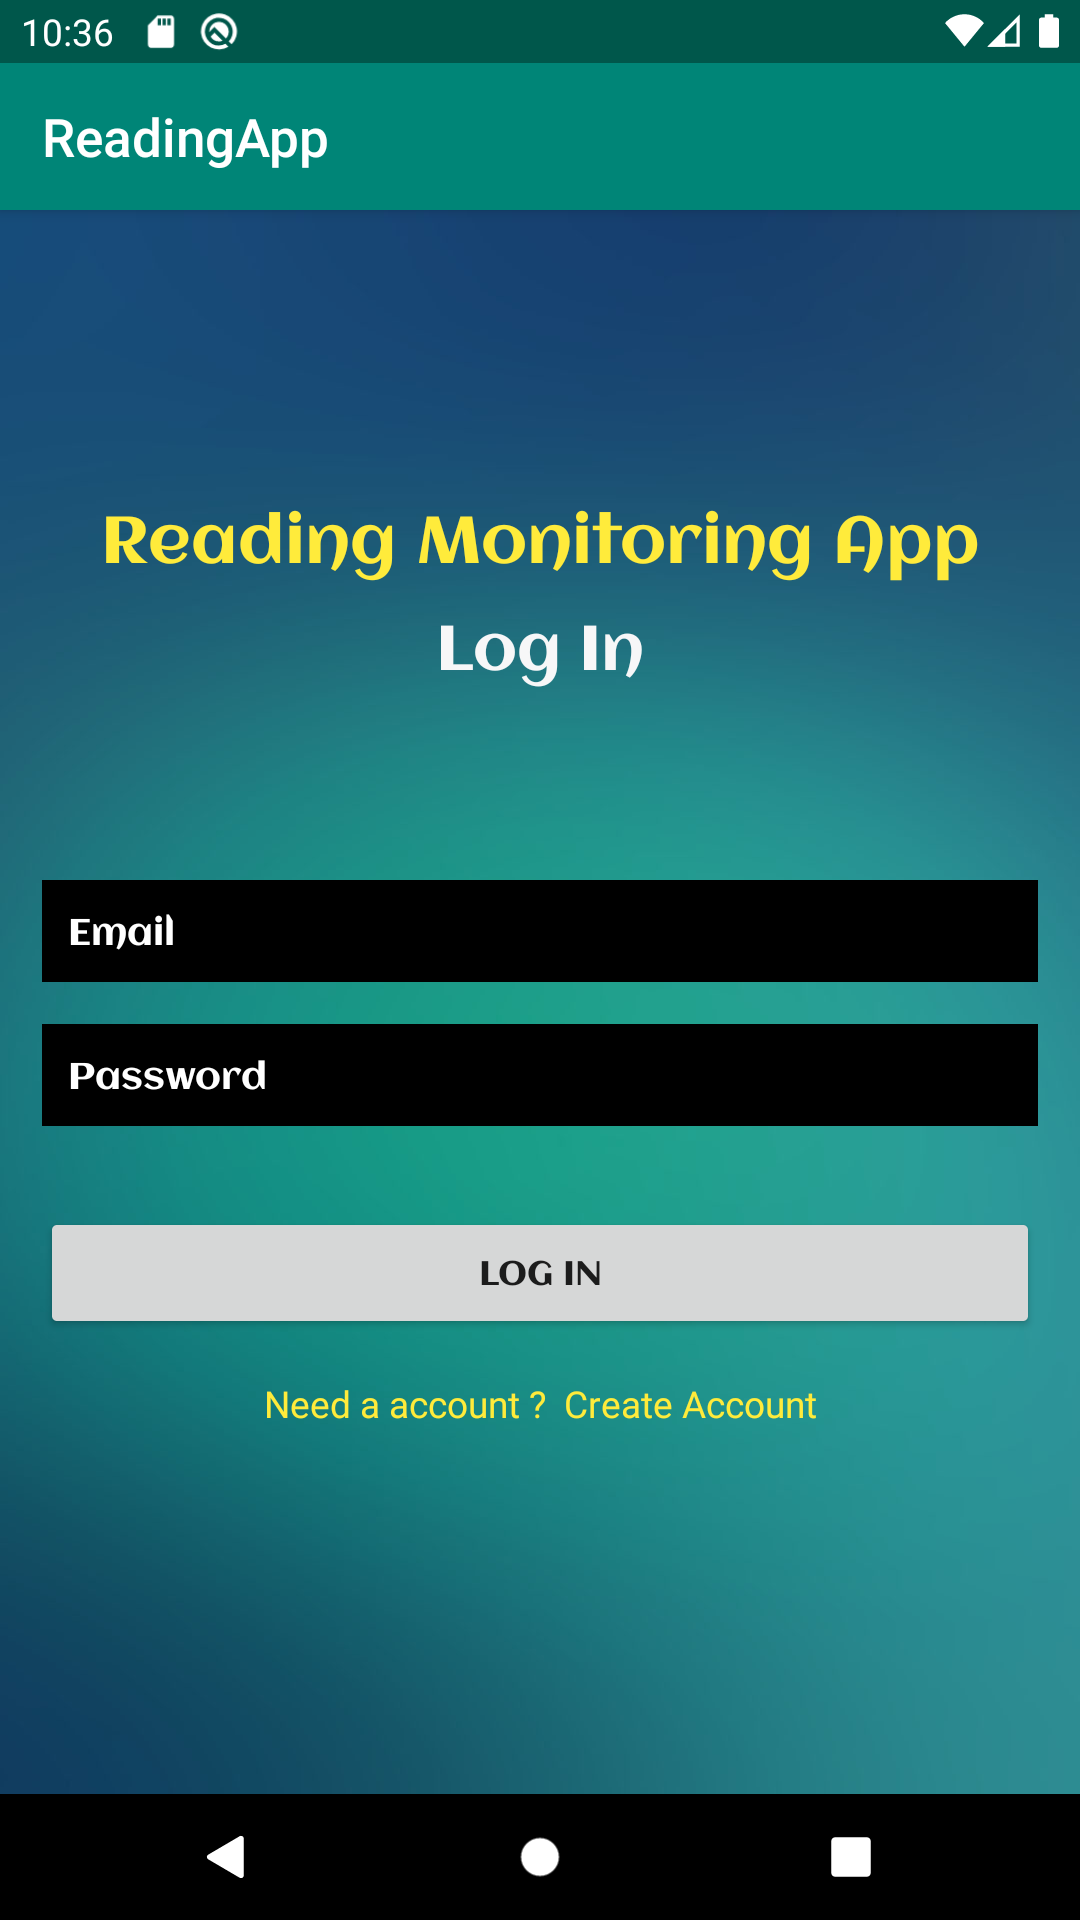 10:36
ReadingApp
Reading Monitoring App
Log In
Email
Password
LOG IN
Need a account ?  Create Account